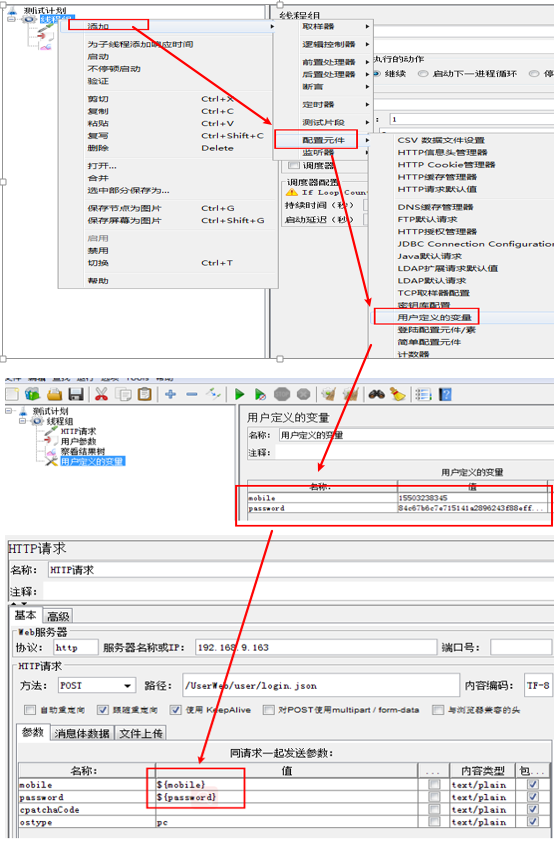 测试计划
线程组
添加
为子线程添加响应时间
启动
不停顿启动
验证
剪切 Ctrl+X
复制 Ctrl+C
粘贴 Ctrl+V
复写 Ctrl+Shift+C
删除 Delete
打开...
合并
选中部分保存为...
保存节点为图片 Ctrl+G
保存屏幕为图片 Ctrl+Shift+G
启用
禁用
切换 Ctrl+T
帮助
取样器
逻辑控制器
前置处理器
后置处理器
断言
定时器
测试片段
配置元件
监听器
线程组
执行的动作
继续 启动下一进程循环 停
1
调度器
调度器配置
If Loop Coun
持续时间（秒）
启动延迟（秒）
CSV 数据文件设置
HTTP信息头管理器
HTTP Cookie管理器
HTTP缓存管理器
HTTP请求默认值
DNS缓存管理器
FTP默认请求
HTTP授权管理器
JDBC Connection Configuration
Java默认请求
LDAP扩展请求默认值
LDAP默认请求
TCP取样器配置
密钥库配置
用户定义的变量
登陆配置元件/素
简单配置元件
计数器
文件 编辑 查找 运行 选项 Tools 帮助
测试计划
线程组
HTTP请求
用户参数
察看结果树
用户定义的变量
用户定义的变量
名称： 用户定义的变量
注释：
用户定义的变量
名称: 值
mobile 15503238345
password 84c67b6c7e715141a2896243f88eff...
HTTP请求
名称： HTTP请求
注释：
基本 高级
Web服务器
协议： http 服务器名称或IP： 192.168.9.163 端口号：
HTTP请求
方法： POST 路径： /UserWeb/user/login.json 内容编码： TF-8
自动重定向 跟随重定向 使用 KeepAlive 对POST使用multipart / form-data 与浏览器兼容的头
参数 消息体数据 文件上传
同请求一起发送参数：
名称: 值 ... 内容类型 包...
mobile ${mobile} text/plain
password ${password} text/plain
cpatchaCode text/plain
ostype pc text/plain